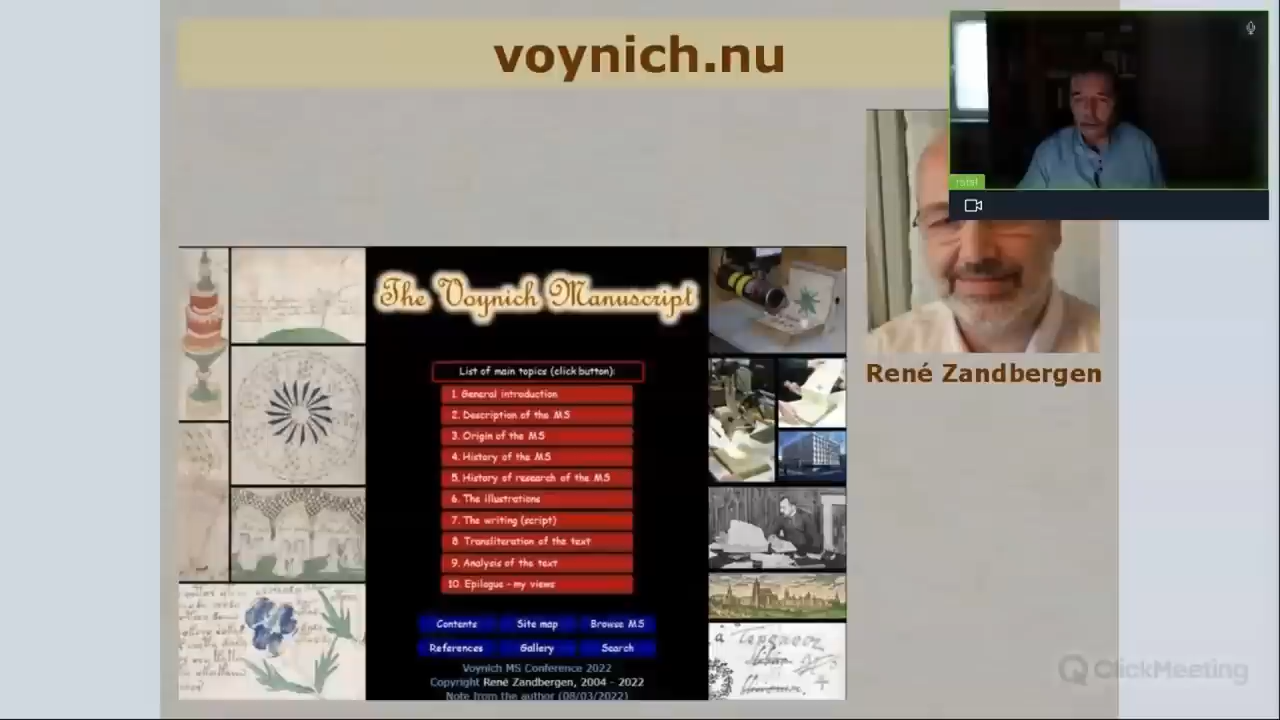 voynich.nu
rafal
René Zandbergen
The Voynich Manuscript
List of main topics (click button):
1. General introduction
2. Description of the MS
3. Origin of the MS
4. History of the MS
5. History of research of the MS
6. The illustrations
7. The writing (script)
8 Transliteration of the text
9. Analysis of the text
10. Epilogue - my views
Contents Site map Browse MS
References Gallery Search
Voynich MS Conference 2022
Copyright René Zandbergen, 2004 - 2022
Note from the author (08/03/2022)
ClickMeeting